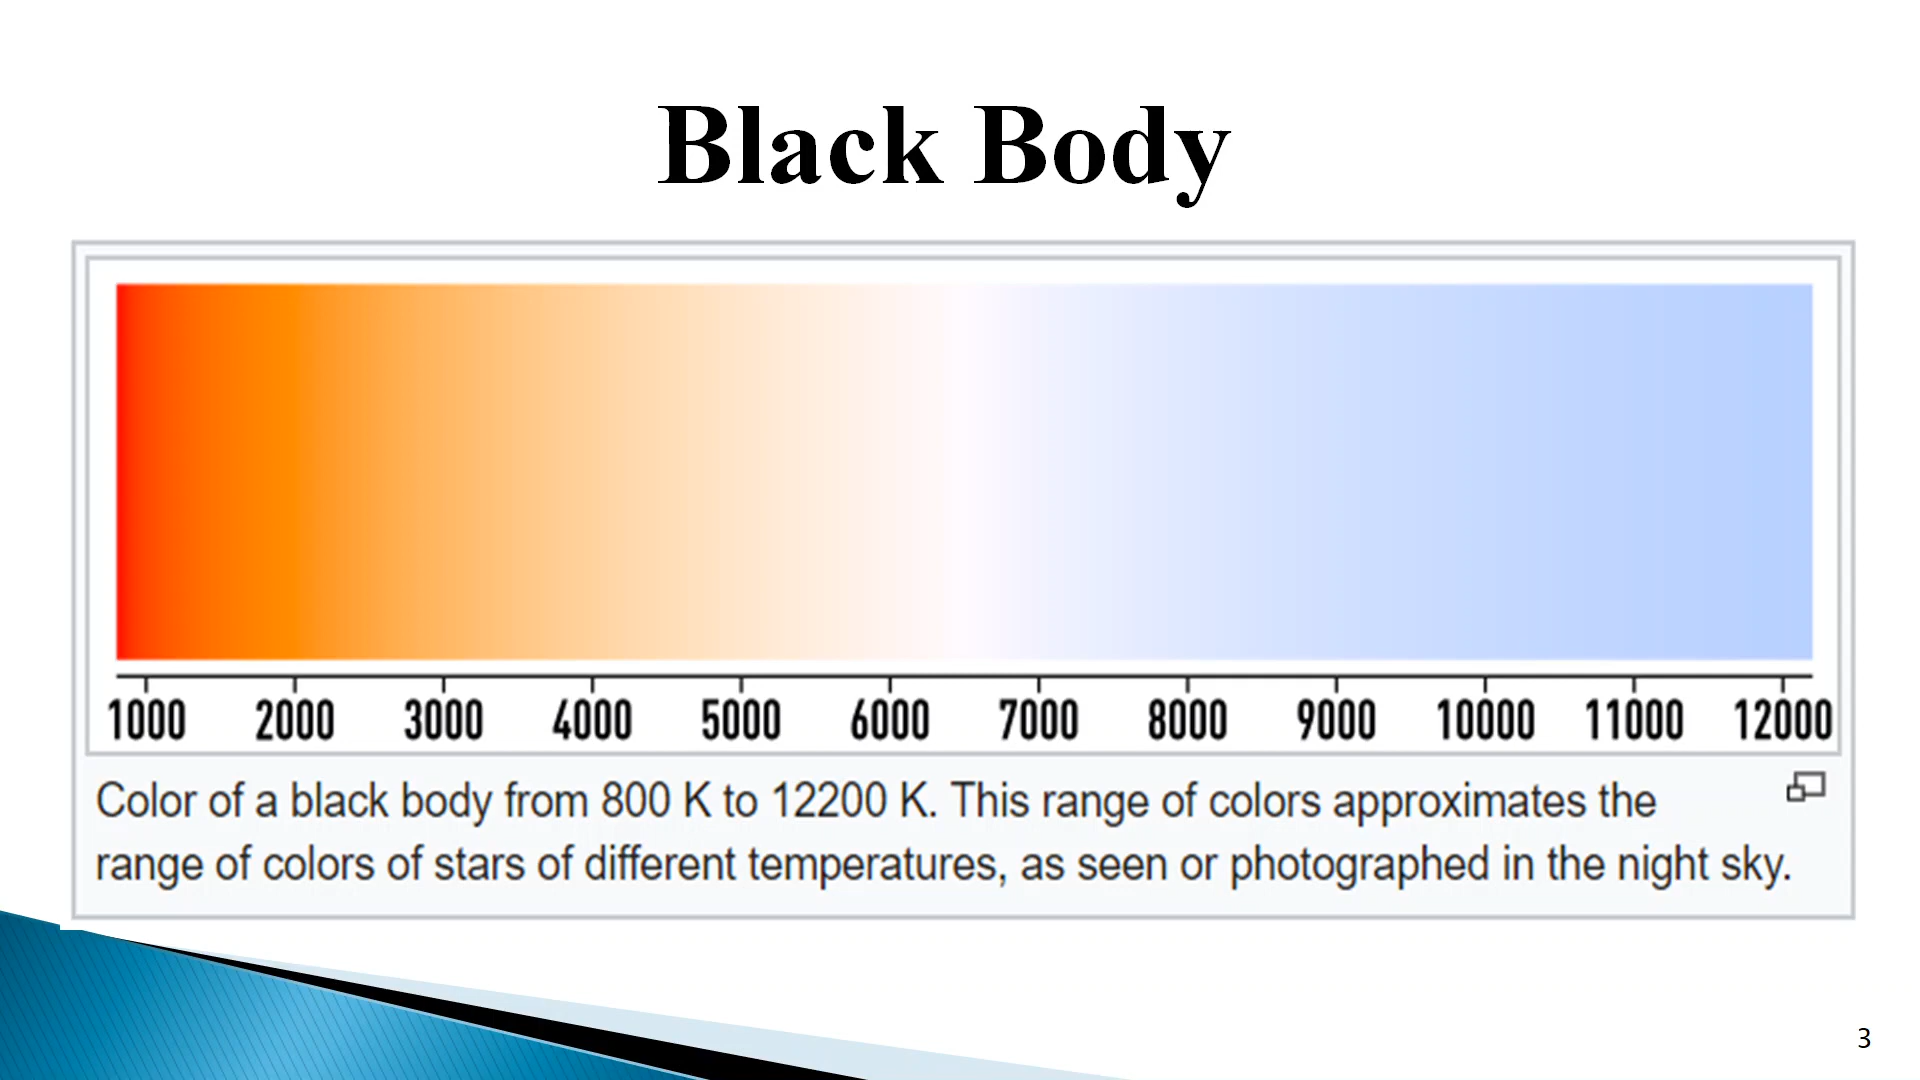 Black Body
1000 2000 3000 4000 5000 6000 7000 8000 9000 10000 11000 12000
Color of a black body from 800 K to 12200 K. This range of colors approximates the
range of colors of stars of different temperatures, as seen or photographed in the night sky.
3